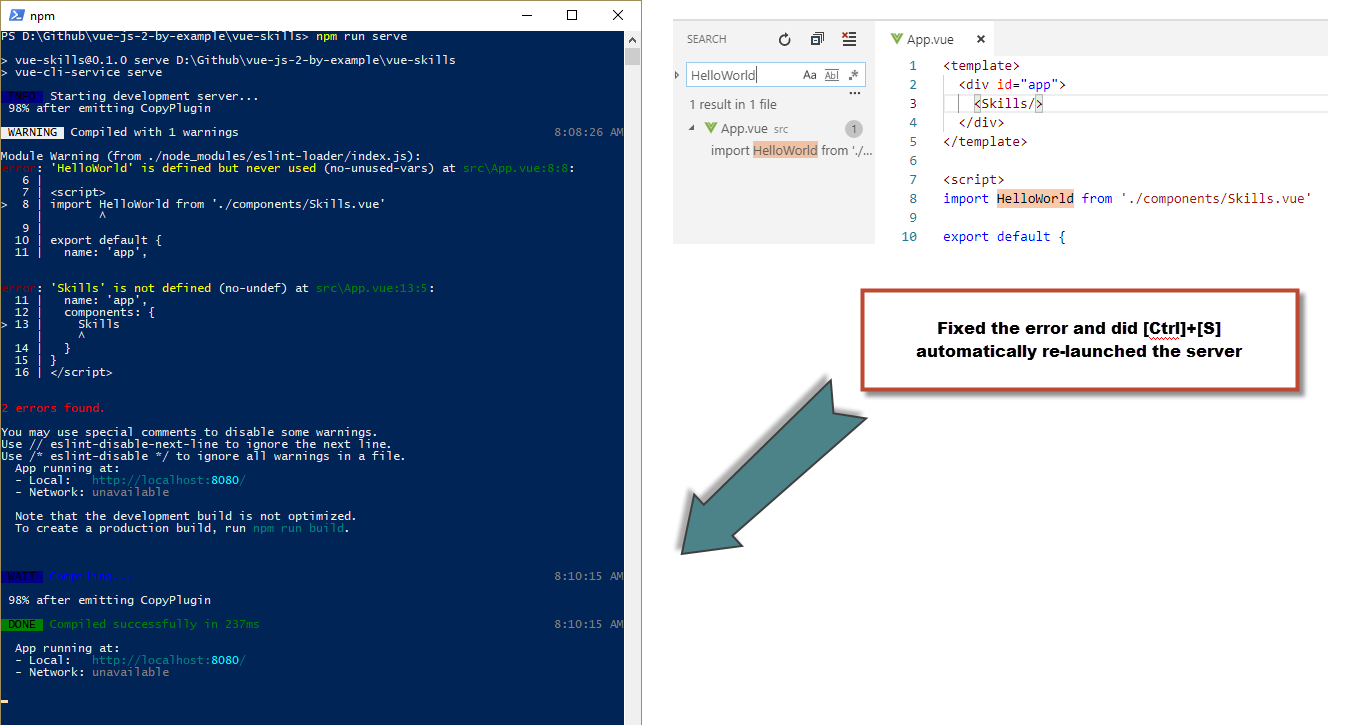 npm
PS D:\Github\vue-js-2-by-example\vue-skills> npm run serve
> vue-skills@0.1.0 serve D:\Github\vue-js-2-by-example\vue-skills
> vue-cli-service serve
INFO  Starting development server...
98% after emitting CopyPlugin
WARNING  Compiled with 1 warnings 8:08:26 AM
Module Warning (from ./node_modules/eslint-loader/index.js):
error: 'HelloWorld' is defined but never used (no-unused-vars) at src\App.vue:8:8:
6 |
7 | <script>
> 8 | import HelloWorld from './components/Skills.vue'
| ^
9 |
10 | export default {
11 |   name: 'app',
error: 'Skills' is not defined (no-undef) at src\App.vue:13:5:
11 |   name: 'app',
12 |   components: {
> 13 |     Skills
| ^
14 |   }
15 | }
16 | </script>
2 errors found.
You may use special comments to disable some warnings.
Use // eslint-disable-next-line to ignore the next line.
Use /* eslint-disable */ to ignore all warnings in a file.
App running at:
- Local:   http://localhost:8080/
- Network: unavailable
Note that the development build is not optimized.
To create a production build, run npm run build.
WAIT  Compiling... 8:10:15 AM
98% after emitting CopyPlugin
DONE  Compiled successfully in 237ms 8:10:15 AM
App running at:
- Local:   http://localhost:8080/
- Network: unavailable
SEARCH
HelloWorld Aa Abl .*
...
1 result in 1 file
App.vue src 1
import HelloWorld from './...
App.vue
1 <template>
2   <div id="app">
3     <Skills/>
4   </div>
5 </template>
6
7 <script>
8 import HelloWorld from './components/Skills.vue'
9
10 export default {
Fixed the error and did [Ctrl]+[S]
automatically re-launched the server